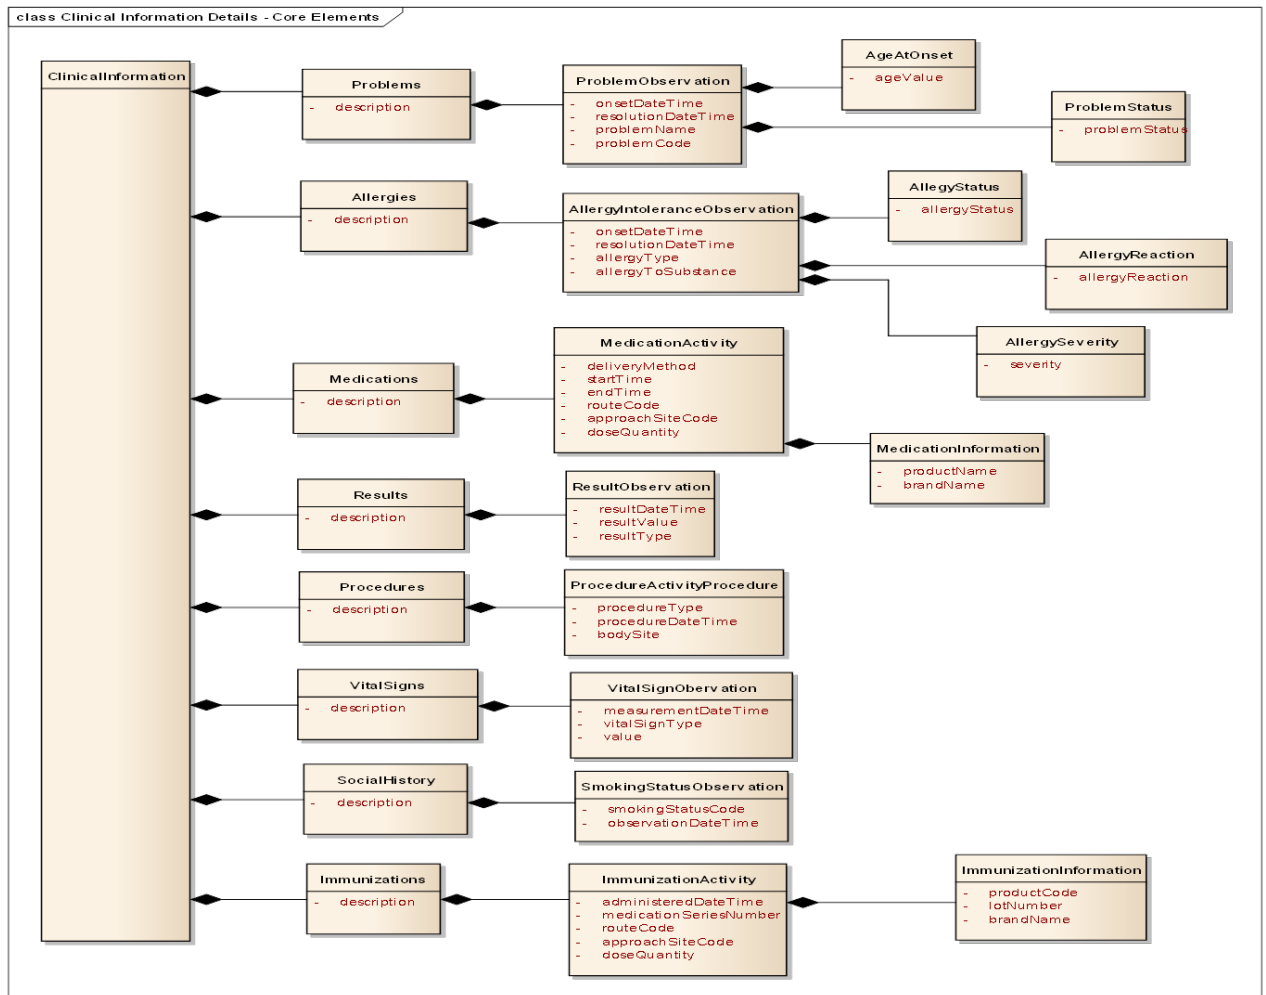 class Clinical Information Details - Core Elements
ClinicalInformation
Problems
- description
ProblemObservation
- onsetDateTime
- resolutionDateTime
- problemName
- problemCode
AgeAtOnset
- ageValue
ProblemStatus
- problemStatus
Allergies
- description
AllergyIntoleranceObservation
- onsetDateTime
- resolutionDateTime
- allergyType
- allergyToSubstance
AllegyStatus
- allergyStatus
AllergyReaction
- allergyReaction
AllergySeverity
- severity
Medications
- description
MedicationActivity
- deliveryMethod
- startTime
- endTime
- routeCode
- approachSiteCode
- doseQuantity
MedicationInformation
- productName
- brandName
Results
- description
ResultObservation
- resultDateTime
- resultValue
- resultType
Procedures
- description
ProcedureActivityProcedure
- procedureType
- procedureDateTime
- bodySite
VitalSigns
- description
VitalSignObervation
- measurementDateTime
- vitalSignType
- value
SocialHistory
- description
SmokingStatusObservation
- smokingStatusCode
- observationDateTime
Immunizations
- description
ImmunizationActivity
- administeredDateTime
- medicationSeriesNumber
- routeCode
- approachSiteCode
- doseQuantity
ImmunizationInformation
- productCode
- lotNumber
- brandName